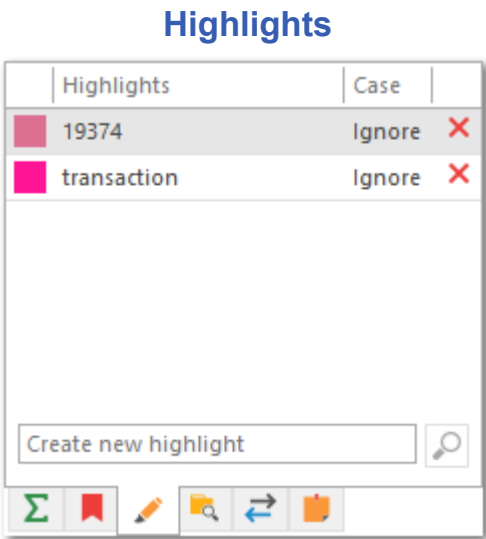 Highlights
Highlights Case
19374 Ignore
transaction Ignore
Create new highlight